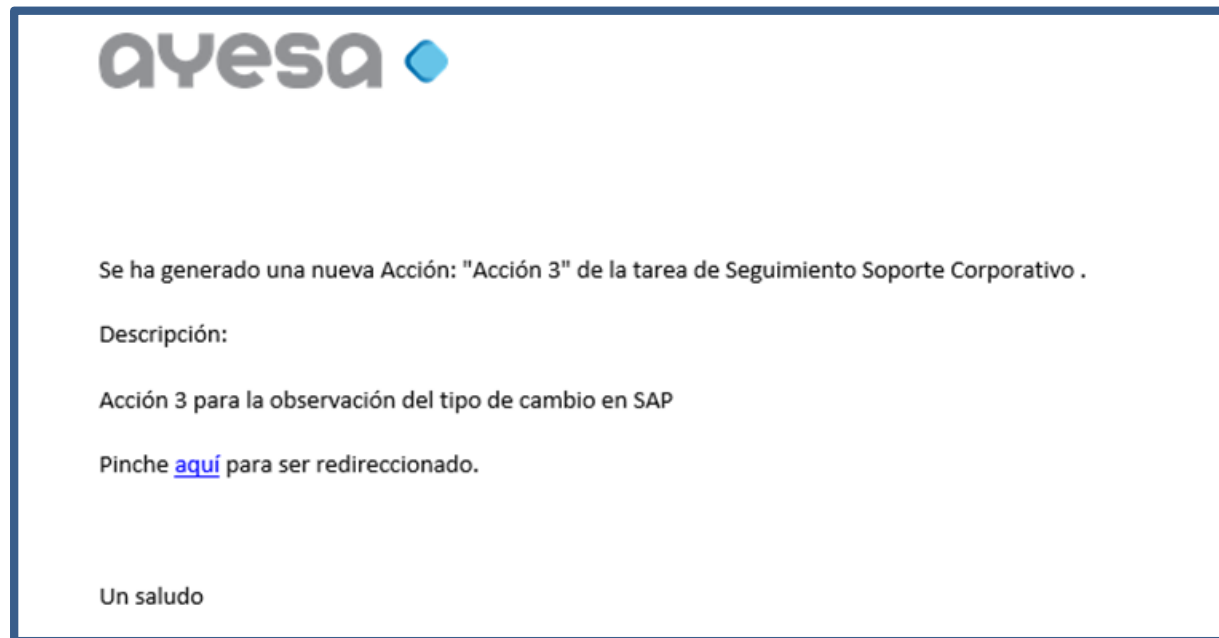 ayesa
Se ha generado una nueva Acción: "Acción 3" de la tarea de Seguimiento Soporte Corporativo .
Descripción:
Acción 3 para la observación del tipo de cambio en SAP
Pinche aquí para ser redireccionado.
Un saludo